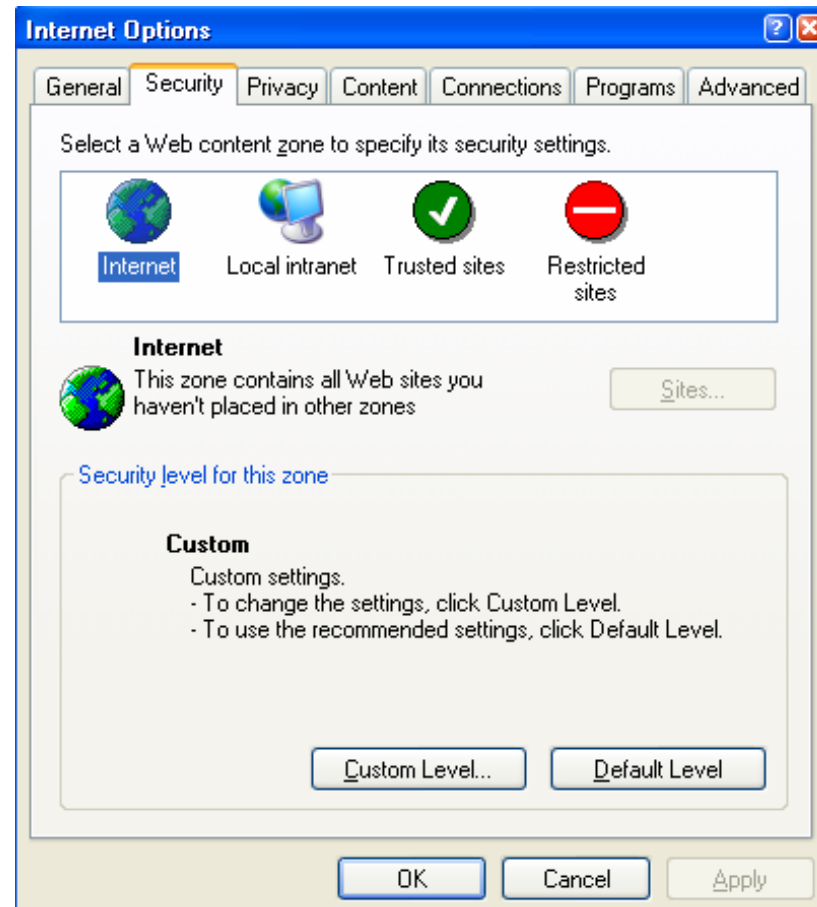 Internet Options
General Security Privacy Content Connections Programs Advanced
Select a Web content zone to specify its security settings.
Internet Local intranet Trusted sites Restricted
sites
Internet
This zone contains all Web sites you
haven't placed in other zones
Sites...
Security level for this zone
Custom
Custom settings.
- To change the settings, click Custom Level.
- To use the recommended settings, click Default Level.
Custom Level... Default Level
OK Cancel Apply